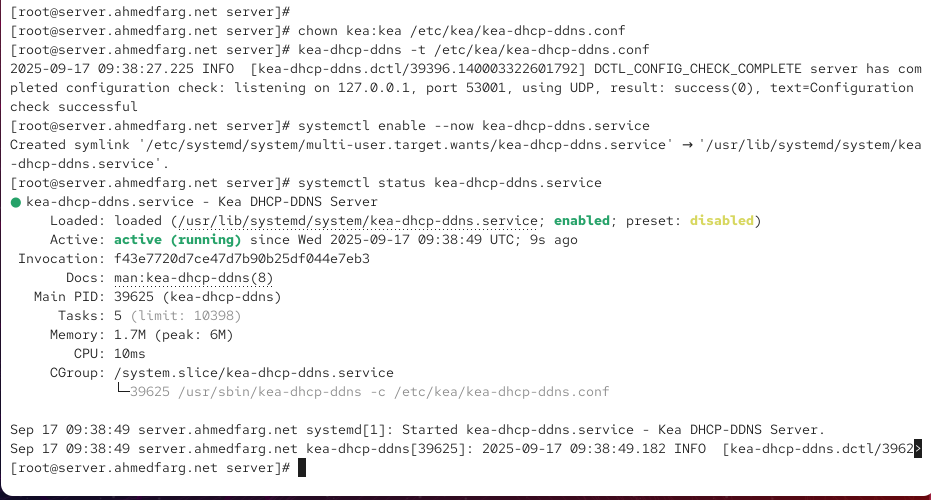 [root@server.ahmedfarg.net server]#
[root@server.ahmedfarg.net server]# chown kea:kea /etc/kea/kea-dhcp-ddns.conf
[root@server.ahmedfarg.net server]# kea-dhcp-ddns -t /etc/kea/kea-dhcp-ddns.conf
2025-09-17 09:38:27.225 INFO  [kea-dhcp-ddns.dctl/39396.140003322601792] DCTL_CONFIG_CHECK_COMPLETE server has com
pleted configuration check: listening on 127.0.0.1, port 53001, using UDP, result: success(0), text=Configuration
check successful
[root@server.ahmedfarg.net server]# systemctl enable --now kea-dhcp-ddns.service
Created symlink '/etc/systemd/system/multi-user.target.wants/kea-dhcp-ddns.service' → '/usr/lib/systemd/system/kea
-dhcp-ddns.service'.
[root@server.ahmedfarg.net server]# systemctl status kea-dhcp-ddns.service
● kea-dhcp-ddns.service - Kea DHCP-DDNS Server
     Loaded: loaded (/usr/lib/systemd/system/kea-dhcp-ddns.service; enabled; preset: disabled)
     Active: active (running) since Wed 2025-09-17 09:38:49 UTC; 9s ago
 Invocation: f43e7720d7ce47d7b90b25df044e7eb3
       Docs: man:kea-dhcp-ddns(8)
   Main PID: 39625 (kea-dhcp-ddns)
      Tasks: 5 (limit: 10398)
     Memory: 1.7M (peak: 6M)
        CPU: 10ms
     CGroup: /system.slice/kea-dhcp-ddns.service
             └─39625 /usr/sbin/kea-dhcp-ddns -c /etc/kea/kea-dhcp-ddns.conf

Sep 17 09:38:49 server.ahmedfarg.net systemd[1]: Started kea-dhcp-ddns.service - Kea DHCP-DDNS Server.
Sep 17 09:38:49 server.ahmedfarg.net kea-dhcp-ddns[39625]: 2025-09-17 09:38:49.182 INFO  [kea-dhcp-ddns.dctl/3962>
[root@server.ahmedfarg.net server]#